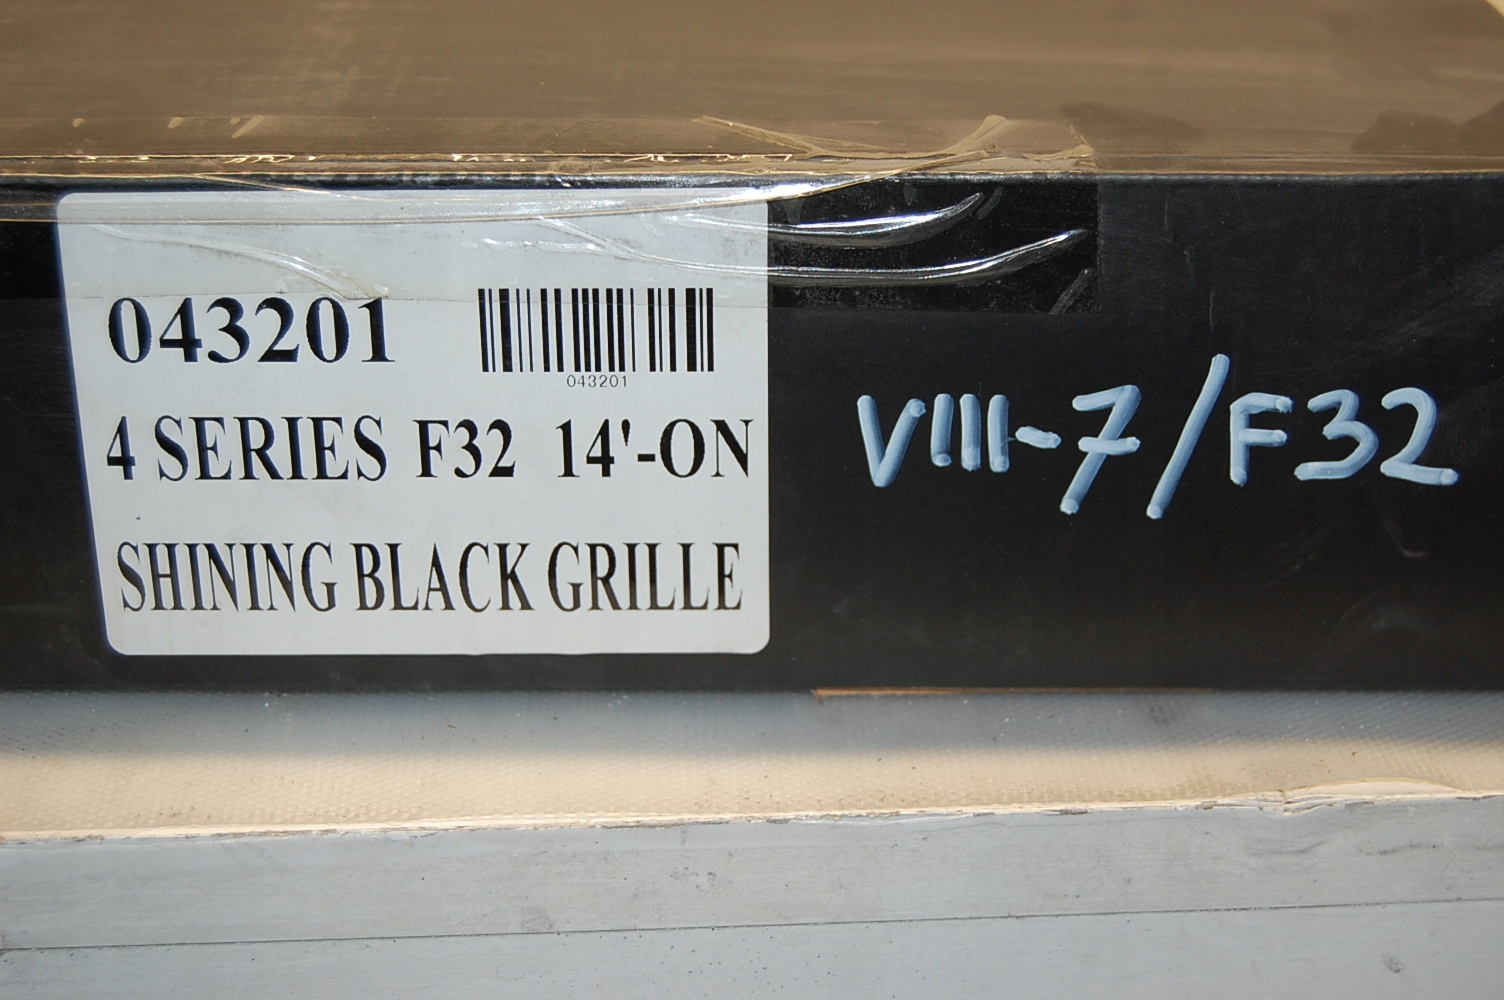 043201
043201
4 SERIES F32 14'-ON
SHINING BLACK GRILLE
VIII-7/F32